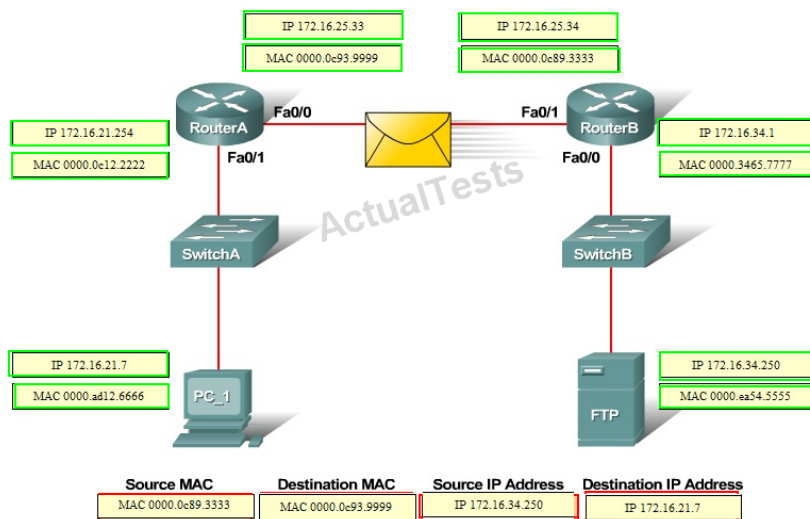 IP 172.16.25.33
IP 172.16.25.34
MAC 0000.0c93.9999
MAC 0000.0c89.3333
Fa0/0
Fa0/1
RouterA
RouterB
IP 172.16.21.254
IP 172.16.34.1
MAC 0000.0c12.2222
MAC 0000.3465.7777
Fa0/1
Fa0/0
ActualTests
SwitchA
SwitchB
IP 172.16.21.7
IP 172.16.34.250
MAC 0000.ad12.6666
MAC 0000.ea54.5555
PC_1
FTP
Source MAC Destination MAC Source IP Address Destination IP Address
MAC 0000.0c89.3333 MAC 0000.0c93.9999 IP 172.16.34.250 IP 172.16.21.7